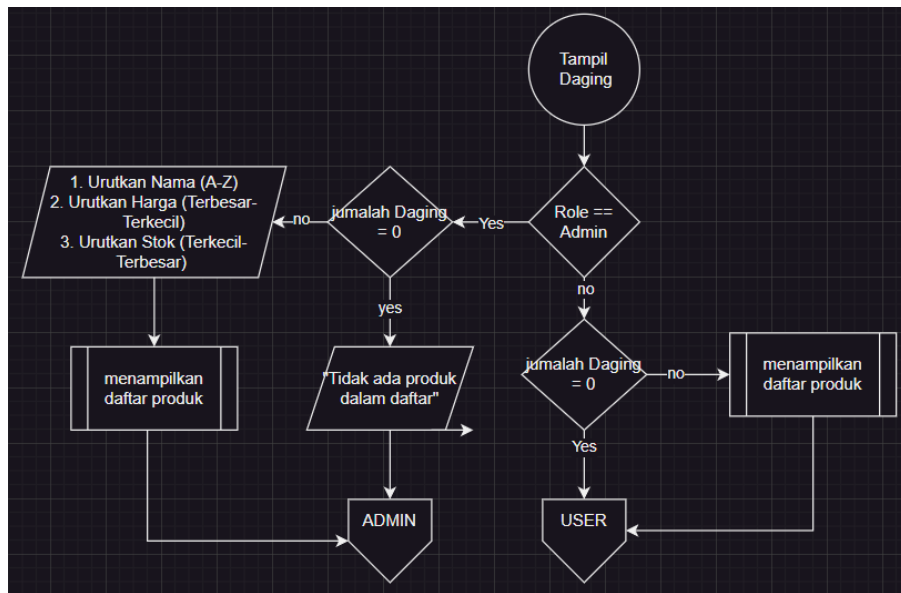 Tampil
Daging
Role ==
Admin
Yes
no
jumalah Daging
= 0
no
yes
1. Urutkan Nama (A-Z)
2. Urutkan Harga (Terbesar-
Terkecil)
3. Urutkan Stok (Terkecil-
Terbesar)
menampilkan
daftar produk
"Tidak ada produk
dalam daftar"
ADMIN
jumalah Daging
= 0
no
Yes
menampilkan
daftar produk
USER